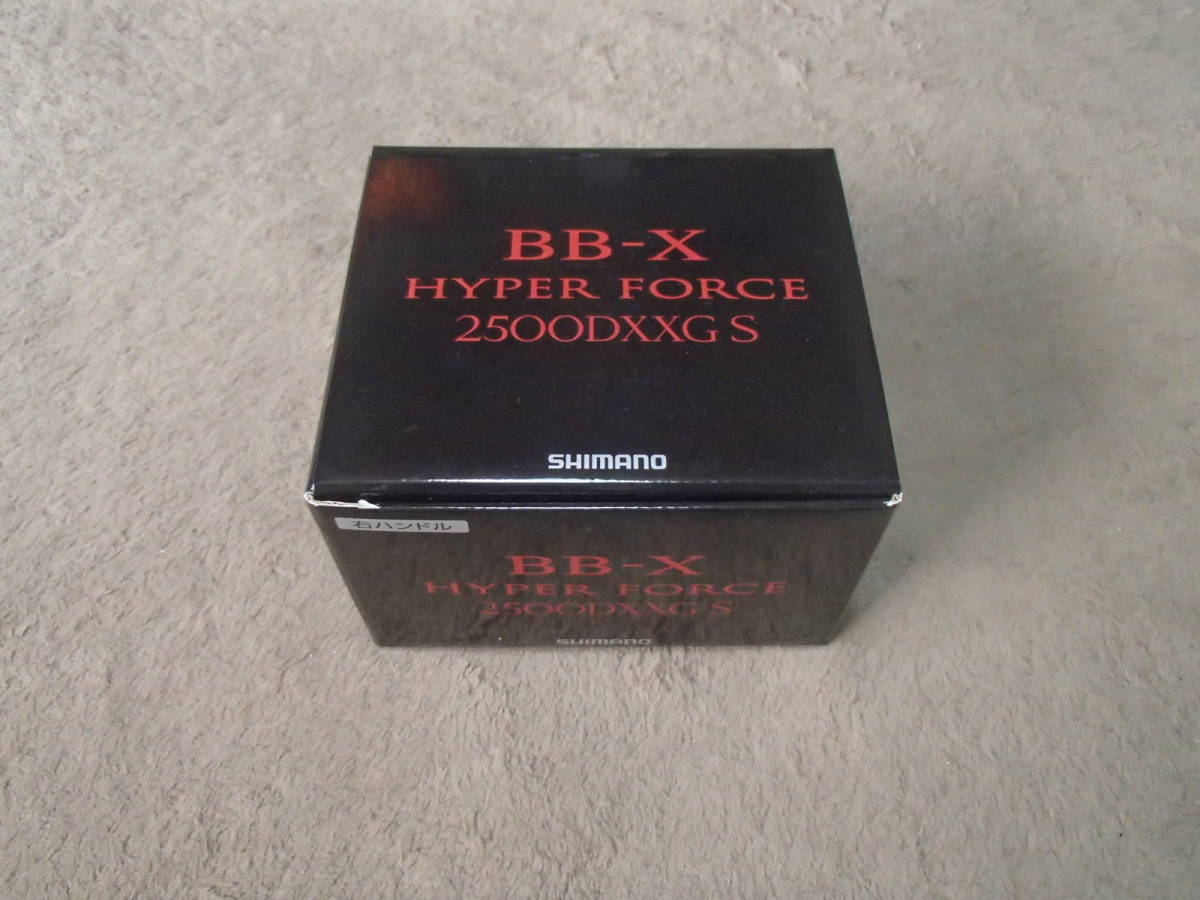 BB-X
HYPER FORCE
2500DXXG S
SHIMANO
右ハンドル
BB-X
HYPER FORCE
2500DXXG S
SHIMANO